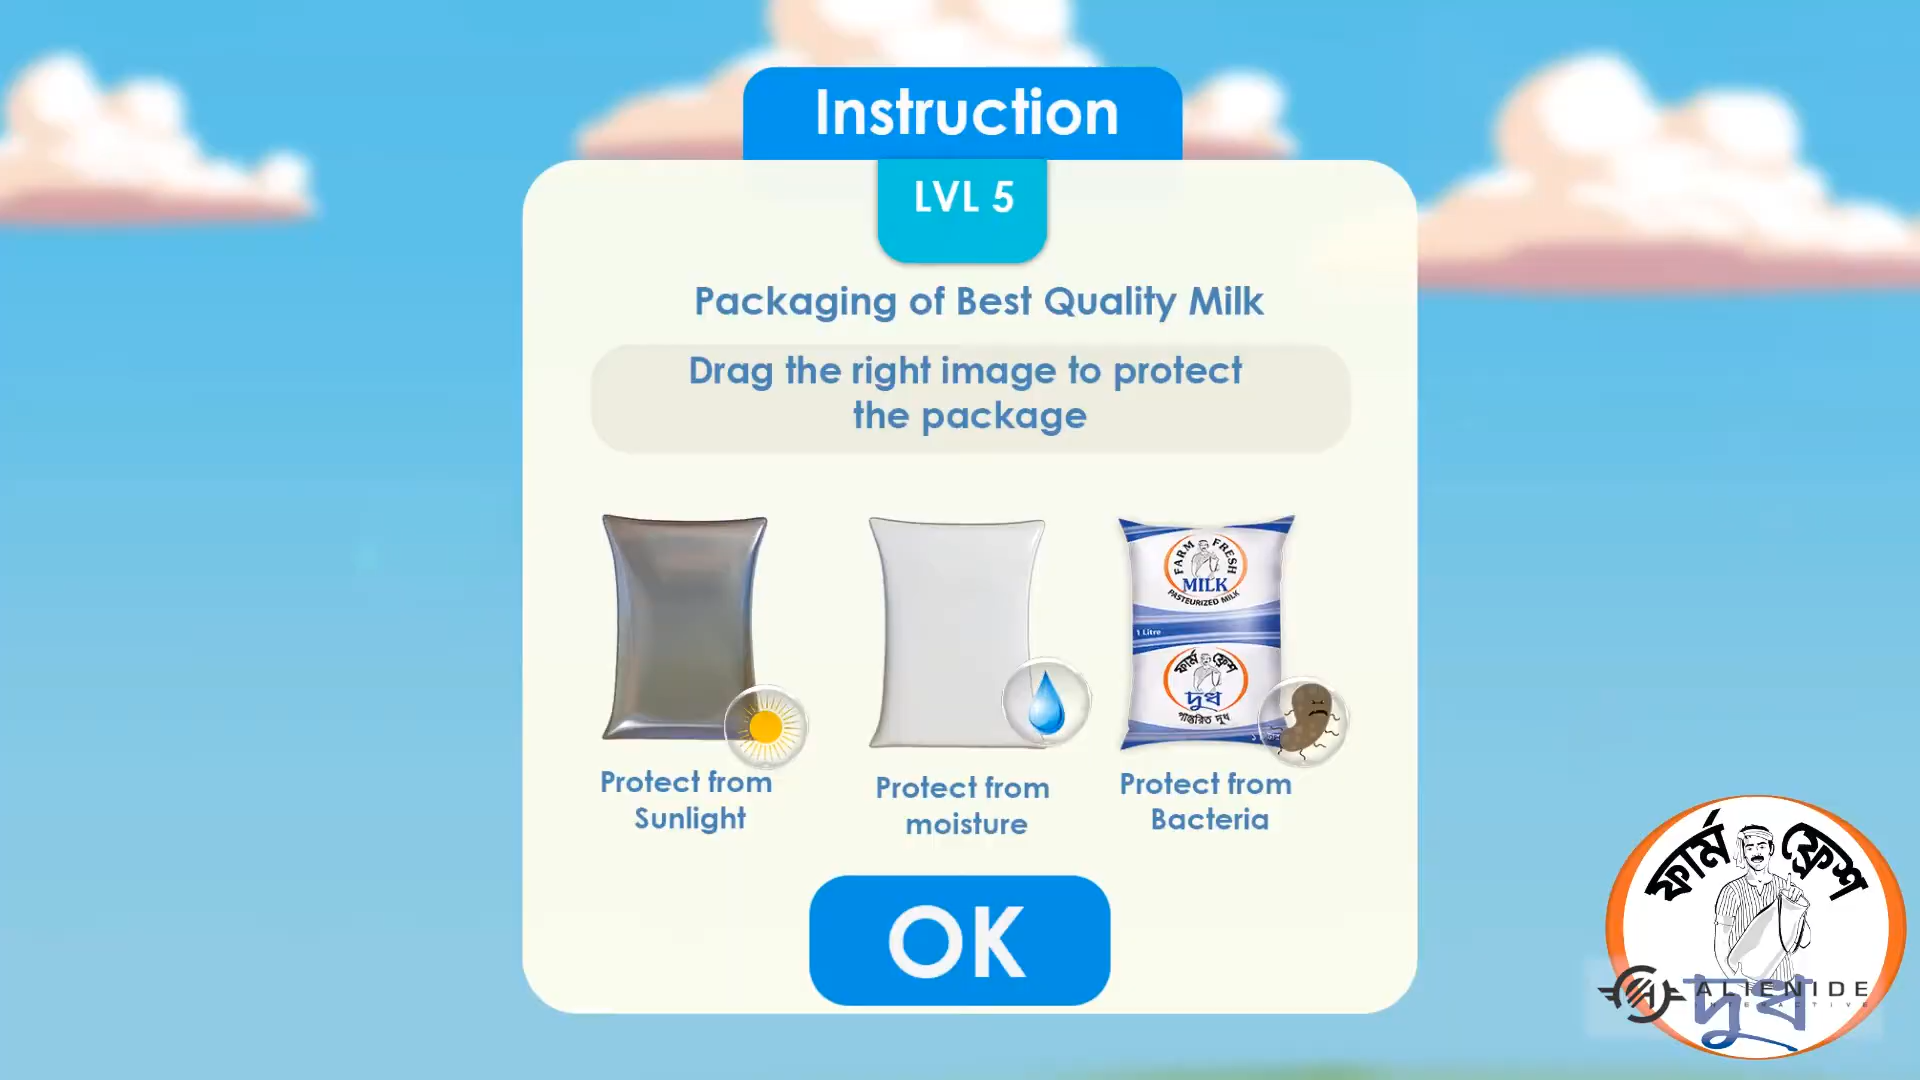 Instruction
LVL 5
Packaging of Best Quality Milk
Drag the right image to protect
the package
FARM FRESH
MILK
PASTEURIZED MILK
1 Litre
ফার্ম ফ্রেশ
দুধ
পাস্তুরিত দুধ
Protect from
Sunlight
Protect from
moisture
Protect from
Bacteria
OK
ফার্ম ফ্রেশ
দুধ
ALIENIDE
INTERACTIVE